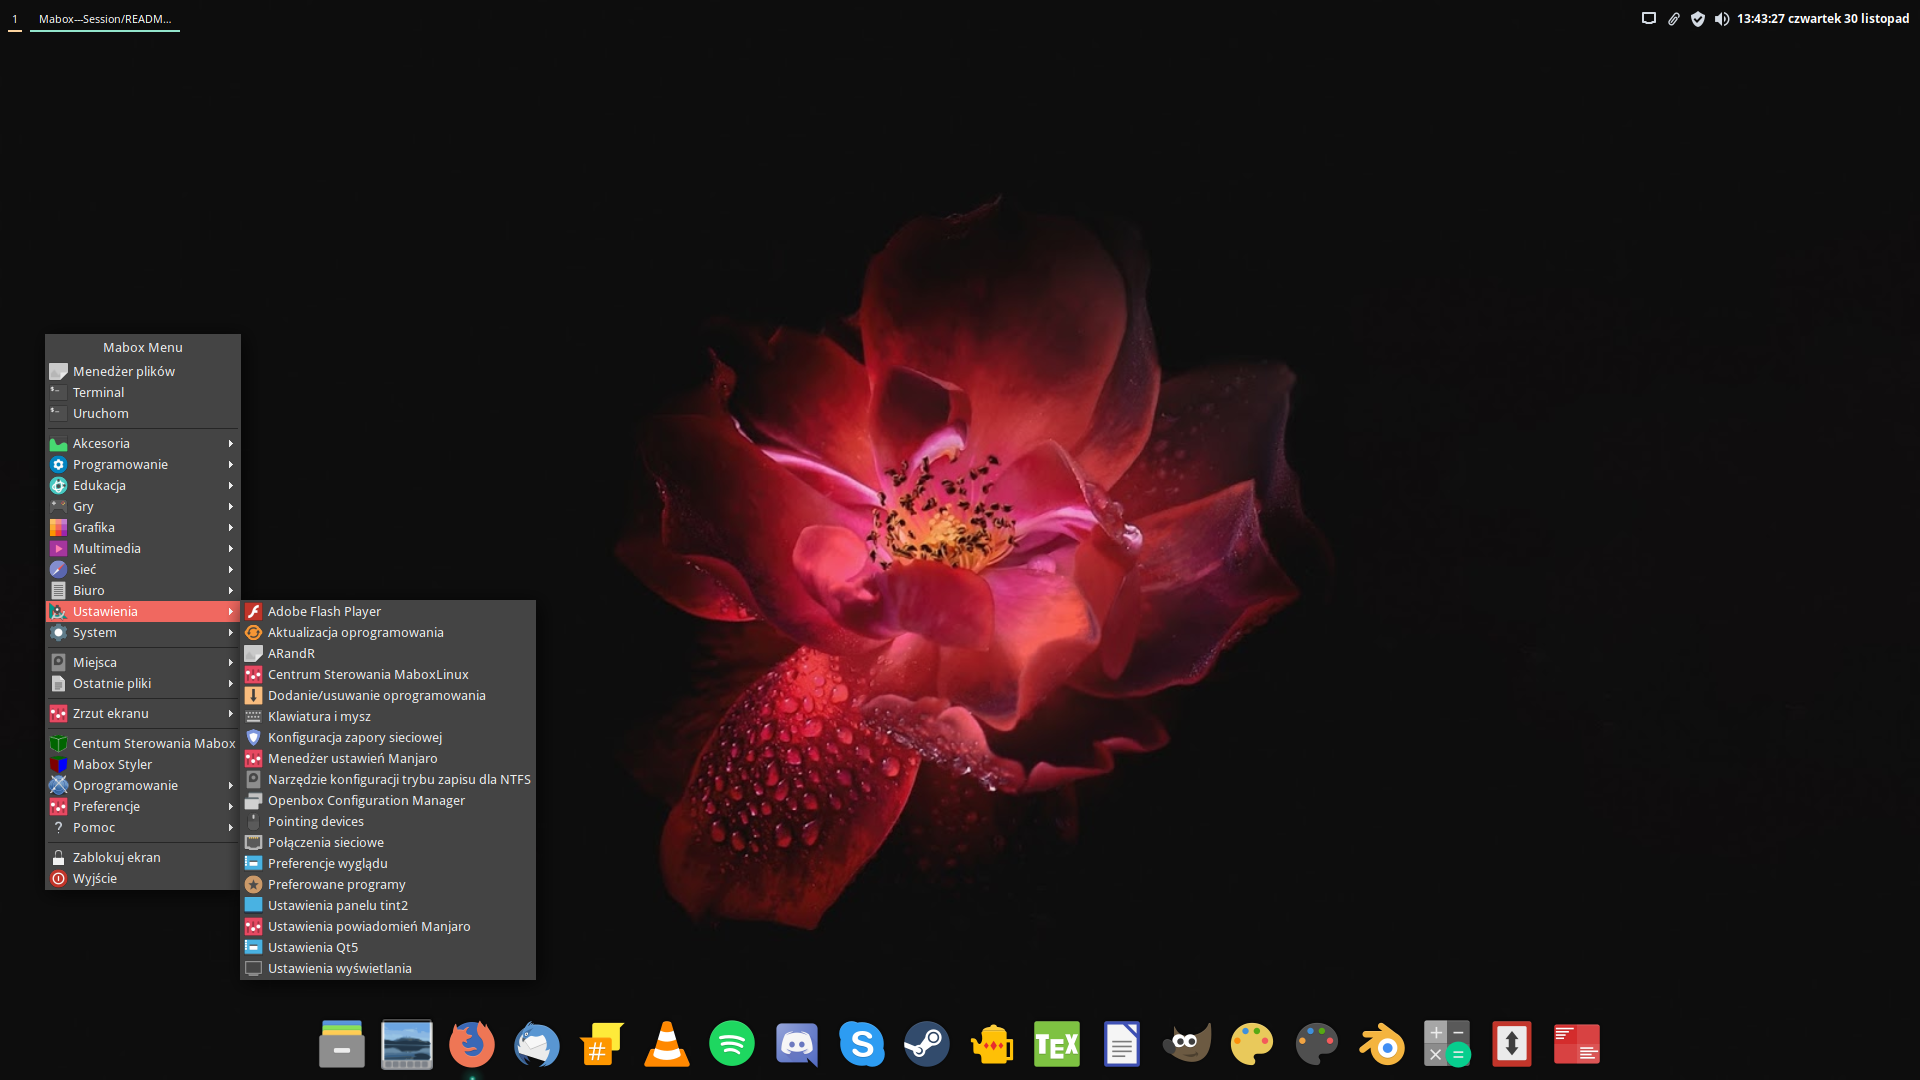 1
Mabox---Session/READM...
13:43:27 czwartek 30 listopad
Mabox Menu
Menedżer plików
Terminal
Uruchom
Akcesoria
Programowanie
Edukacja
Gry
Grafika
Multimedia
Sieć
Biuro
Ustawienia
System
Miejsca
Ostatnie pliki
Zrzut ekranu
Centum Sterowania Mabox
Mabox Styler
Oprogramowanie
Preferencje
? Pomoc
Zablokuj ekran
Wyjście
Adobe Flash Player
Aktualizacja oprogramowania
ARandR
Centrum Sterowania MaboxLinux
Dodanie/usuwanie oprogramowania
Klawiatura i mysz
Konfiguracja zapory sieciowej
Menedżer ustawień Manjaro
Narzędzie konfiguracji trybu zapisu dla NTFS
Openbox Configuration Manager
Pointing devices
Połączenia sieciowe
Preferencje wyglądu
Preferowane programy
Ustawienia panelu tint2
Ustawienia powiadomień Manjaro
Ustawienia Qt5
Ustawienia wyświetlania
#
S
TEX
+ −
× =